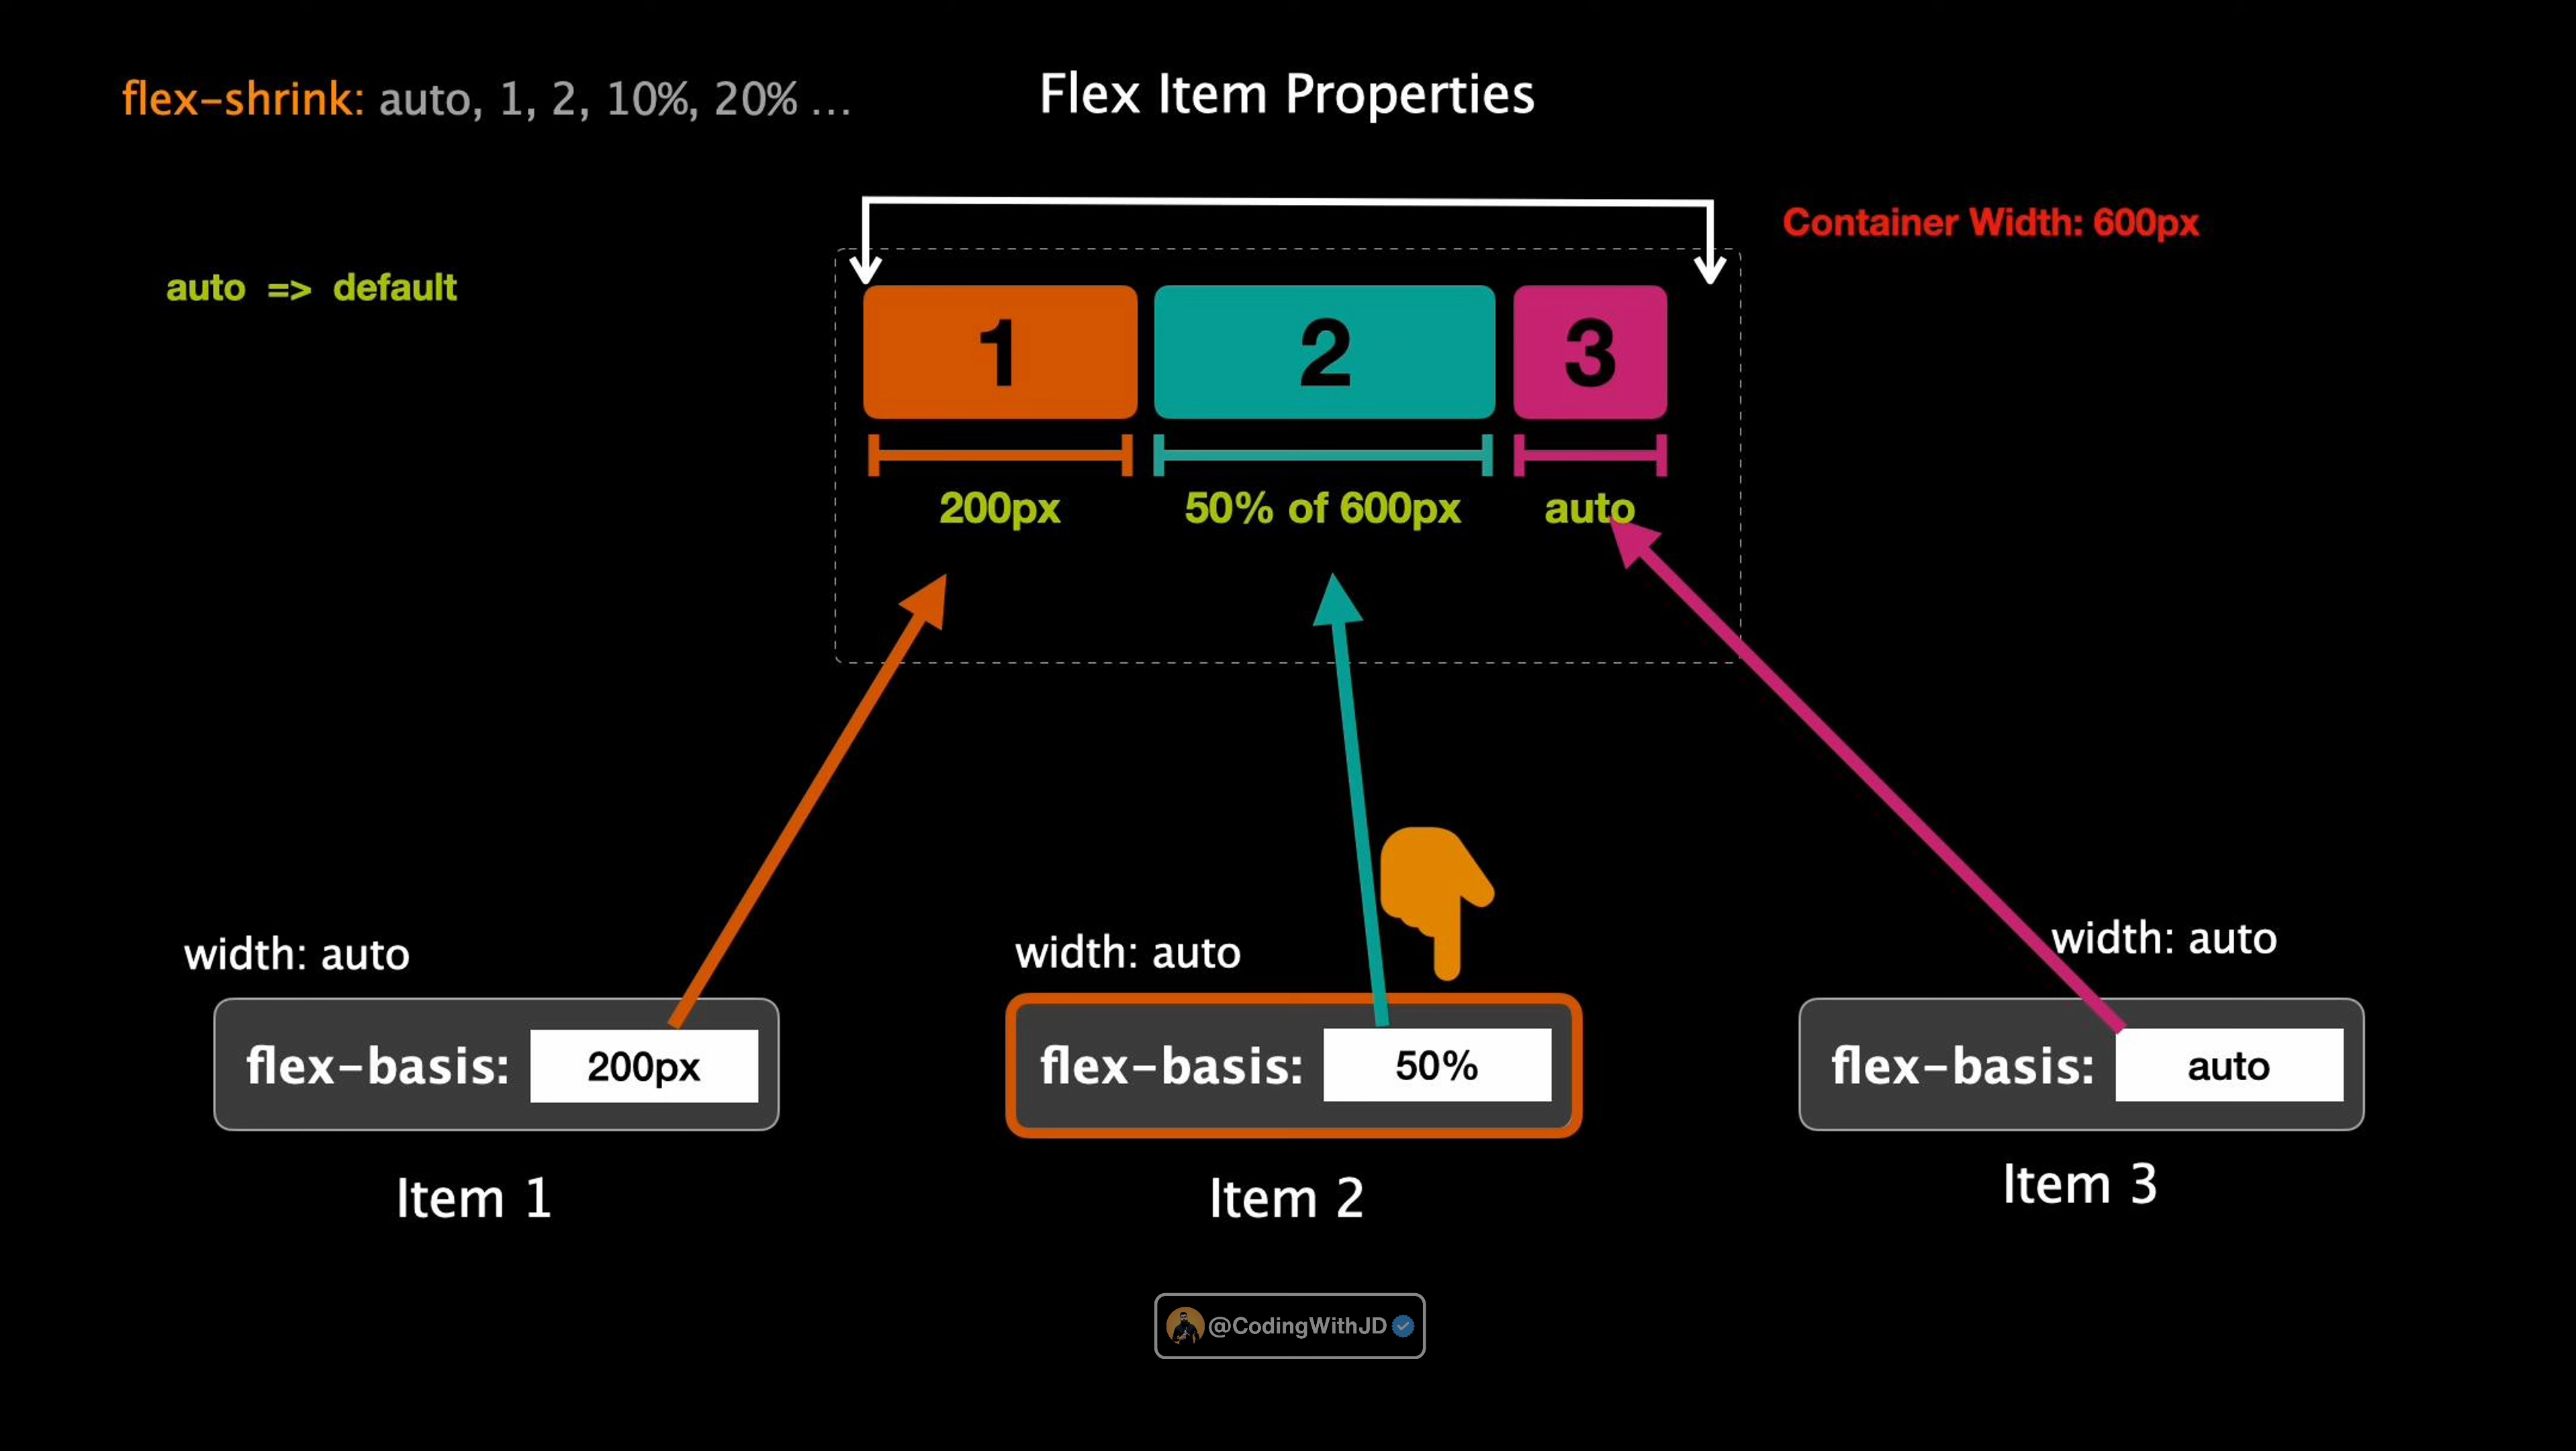 flex-shrink: auto, 1, 2, 10%, 20% ...
Flex Item Properties
Container Width: 600px
auto => default
1 2 3
200px 50% of 600px auto
width: auto width: auto width: auto
flex-basis: 200px flex-basis: 50% flex-basis: auto
Item 1 Item 2 Item 3
@CodingWithJD